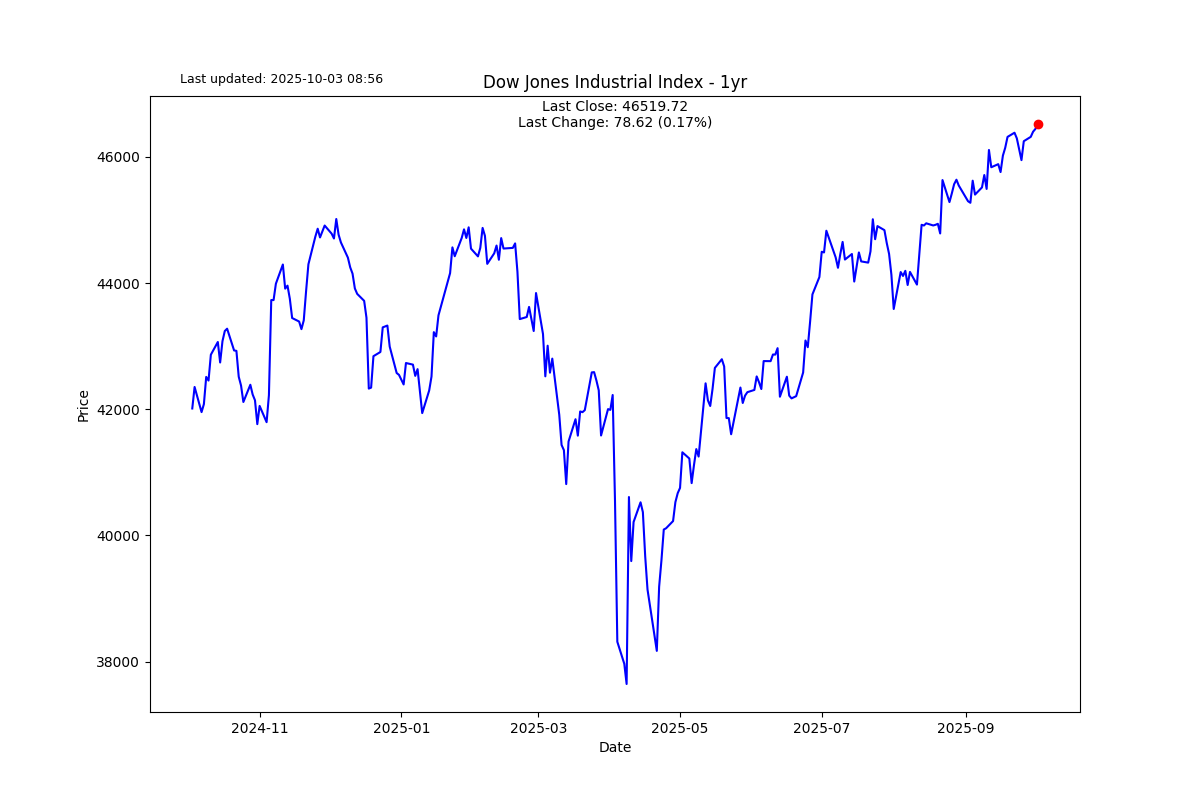 Last updated: 2025-10-03 08:56
Dow Jones Industrial Index - 1yr
Last Close: 46519.72
Last Change: 78.62 (0.17%)
46000
44000
42000
40000
38000
Price
2024-11
2025-01
2025-03
2025-05
2025-07
2025-09
Date